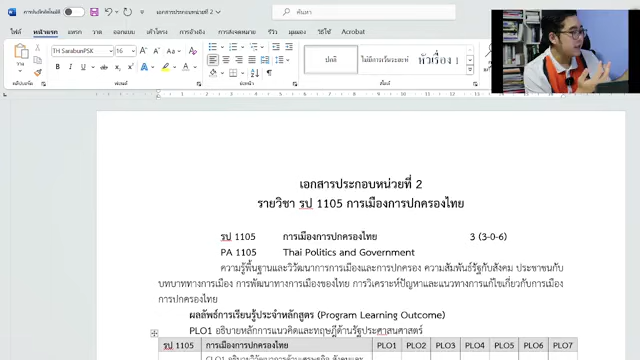 เอกสารประกอบหน่วยที่ 2
ค้นหา
ไฟล์ หน้าแรก แทรก วาด ออกแบบ เค้าโครง การอ้างอิง การส่งจดหมาย รีวิว มุมมอง วิธีใช้ Acrobat
TH SarabunPSK 16
วาง
คลิปบอร์ด ฟอนต์ ย่อหน้า
ปกติ ไม่มีการเว้นระยะห่ หัวเรื่อง 1
เอกสารประกอบหน่วยที่ 2
รายวิชา รป 1105 การเมืองการปกครองไทย
รป 1105 การเมืองการปกครองไทย 3 (3-0-6)
PA 1105 Thai Politics and Government
ความรู้พื้นฐานและวิวัฒนาการการเมืองและการปกครอง ความสัมพันธ์รัฐกับสังคม ประชาชนกับ
บทบาททางการเมือง การพัฒนาทางการเมืองของไทย การวิเคราะห์ปัญหาและแนวทางการแก้ไขเกี่ยวกับการเมือง
การปกครองไทย
ผลลัพธ์การเรียนรู้ประจำหลักสูตร (Program Learning Outcome)
PLO1 อธิบายหลักการแนวคิดและทฤษฎีด้านรัฐประศาสนศาสตร์
รป 1105 การเมืองการปกครองไทย PLO1 PLO2 PLO3 PLO4 PLO5 PLO6 PLO7